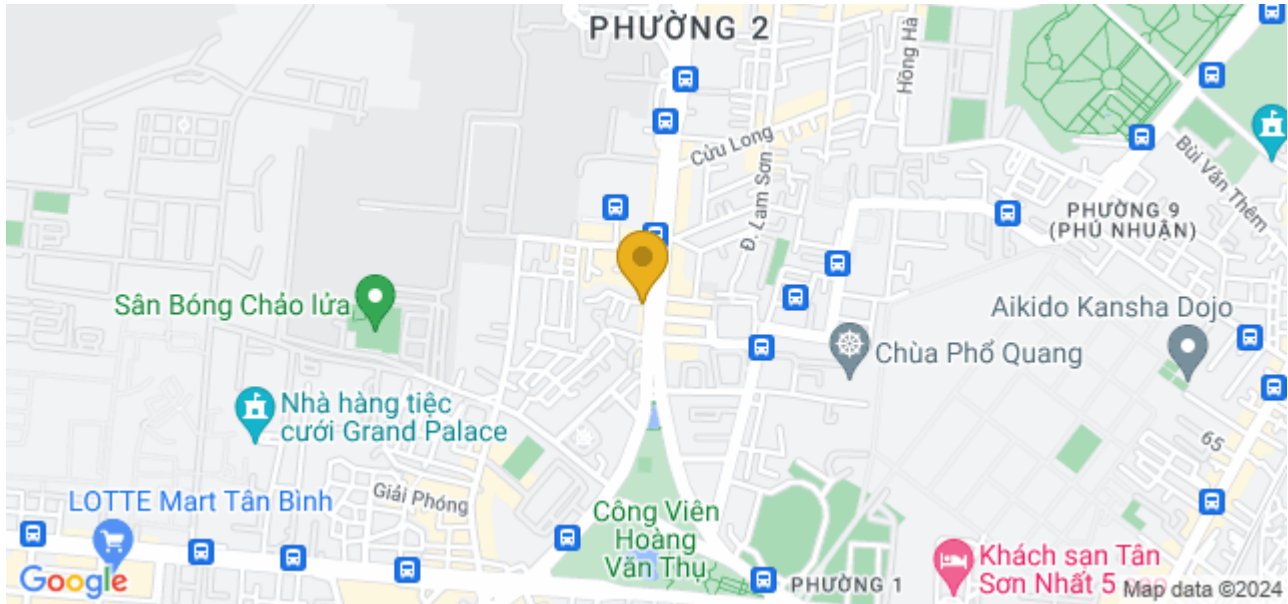 PHƯỜNG 2
Hồng Hà
Cửu Long
Đ. Lam Sơn
Bùi Văn Thêm
PHƯỜNG 9
(PHÚ NHUẬN)
Sân Bóng Chảo lửa
Aikido Kansha Dojo
Chùa Phổ Quang
Nhà hàng tiệc
cưới Grand Palace
65
Giải Phóng
LOTTE Mart Tân Bình
Công Viên
Hoàng
Văn Thụ
Khách sạn Tân
Sơn Nhất 5 sao
PHƯỜNG 1
Google
Map data ©2024